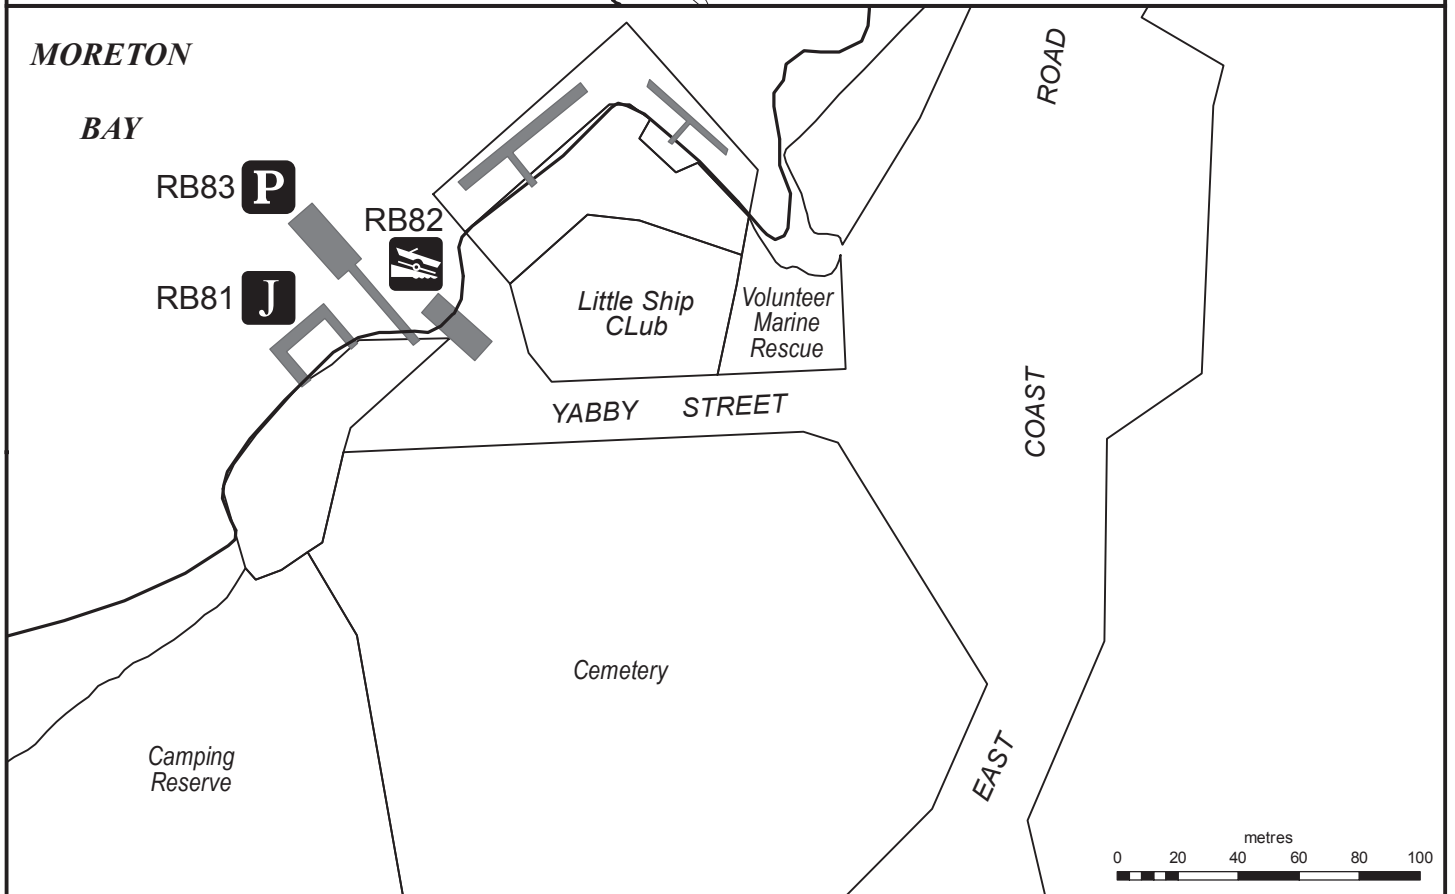 MORETON
BAY
ROAD
RB83 P
RB82
RB81 J
Little Ship
CLub
Volunteer
Marine
Rescue
YABBY STREET
COAST
Cemetery
Camping
Reserve
EAST
metres
0 20 40 60 80 100